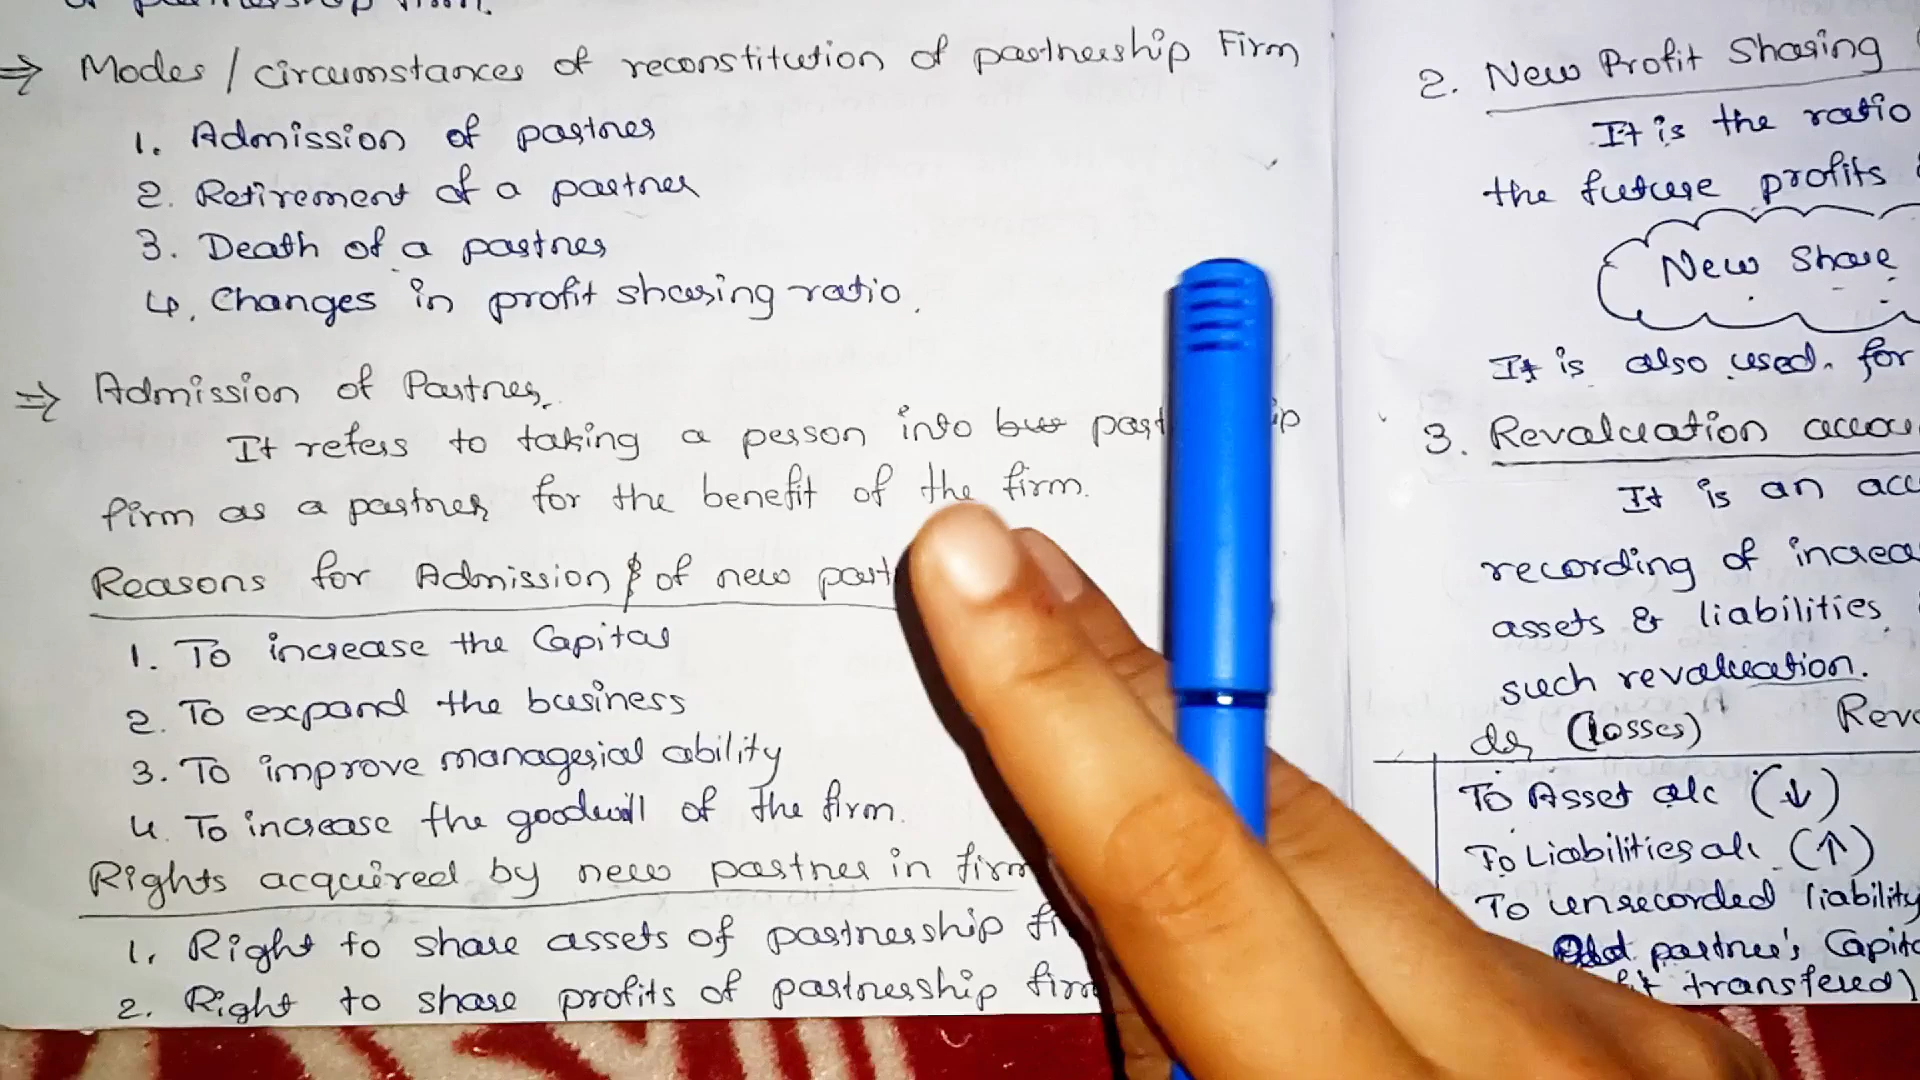 of partnership firm.
⇒ Modes / circumstances of reconstitution of partnership Firm
1. Admission of partner
2. Retirement of a partner
3. Death of a partner
4. Changes in profit sharing ratio.
⇒ Admission of Partner.
It refers to taking a person into
firm as a partner for the benefit of the firm.
Reasons for Admission of new
1. To increase the Capital
2. To expand the business
3. To improve managerial ability
4. To increase the goodwill of the firm.
Rights acquired by new partner in firm
1. Right to share assets of partnership
2. Right to share profits of partnership firm
2. New Profit Sharing
It is the ratio
the future profits
New Share
It is also used for
3. Revaluation
It is an
recording of
assets & liabilities
such revaluation.
dr (losses)
To Asset a/c (↓)
To Liabilities a/c (↑)
To unrecorded liability
partner's
transfered)